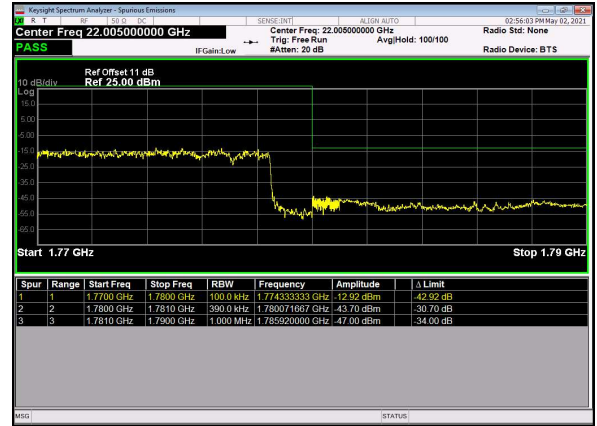 Keysight Spectrum Analyzer - Spurious Emissions
R T RF 50 Ω DC SENSE:INT ALIGN AUTO 02:56:03 PM May 02, 2021
Center Freq 22.005000000 GHz Center Freq: 22.005000000 GHz Radio Std: None
Trig: Free Run Avg|Hold: 100/100
PASS IFGain:Low #Atten: 20 dB Radio Device: BTS
Ref Offset 11 dB
10 dB/div Ref 25.00 dBm
Log
15.0
5.00
-5.00
-15.0
-25.0
-35.0
-45.0
-55.0
-65.0
Start 1.77 GHz Stop 1.79 GHz
Spur Range Start Freq Stop Freq RBW Frequency Amplitude Δ Limit
1 1 1.7700 GHz 1.7800 GHz 100.0 kHz 1.774333333 GHz -12.92 dBm -42.92 dB
2 2 1.7800 GHz 1.7810 GHz 390.0 kHz 1.780071667 GHz -43.70 dBm -30.70 dB
3 3 1.7810 GHz 1.7900 GHz 1.000 MHz 1.785920000 GHz -47.00 dBm -34.00 dB
MSG STATUS